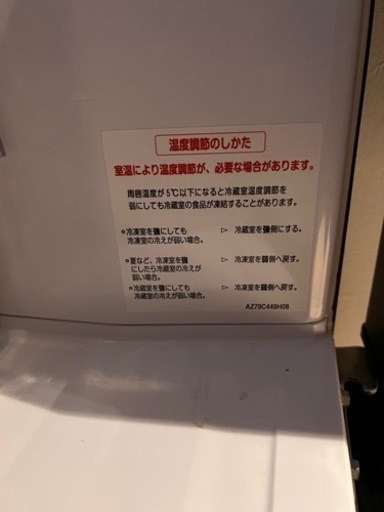 温度調節のしかた
室温により温度調節が、必要な場合があります。
周囲温度が5℃以下になると冷蔵室温度調節を
弱にしても冷蔵室の食品が凍結することがあります。
•冷凍室を強にしても ▷ 冷蔵室を強側にする。
冷凍室の冷えが弱い場合。
•夏など、冷凍室を強 ▷ 冷凍室を弱側へ戻す。
にしたら冷蔵室の冷えが
弱い場合。
•冷蔵室を強にしても ▷ 冷凍室を弱側へ戻す。
冷蔵室の冷えが弱い場合。
AZ79C449H08